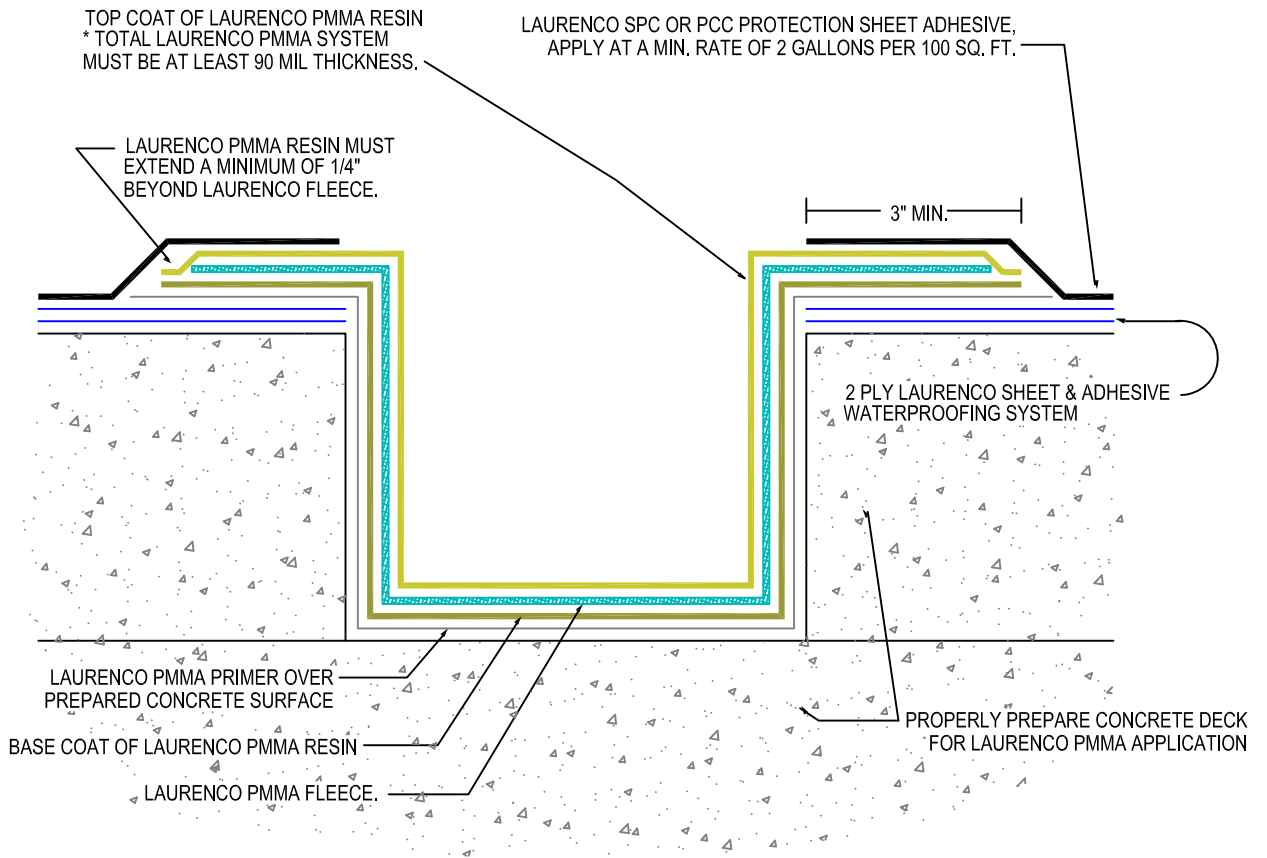 TOP COAT OF LAURENCO PMMA RESIN
* TOTAL LAURENCO PMMA SYSTEM
MUST BE AT LEAST 90 MIL THICKNESS.
LAURENCO SPC OR PCC PROTECTION SHEET ADHESIVE,
APPLY AT A MIN. RATE OF 2 GALLONS PER 100 SQ. FT.
LAURENCO PMMA RESIN MUST
EXTEND A MINIMUM OF 1/4"
BEYOND LAURENCO FLEECE.
3" MIN.
2 PLY LAURENCO SHEET & ADHESIVE
WATERPROOFING SYSTEM
LAURENCO PMMA PRIMER OVER
PREPARED CONCRETE SURFACE
PROPERLY PREPARE CONCRETE DECK
FOR LAURENCO PMMA APPLICATION
BASE COAT OF LAURENCO PMMA RESIN
LAURENCO PMMA FLEECE.